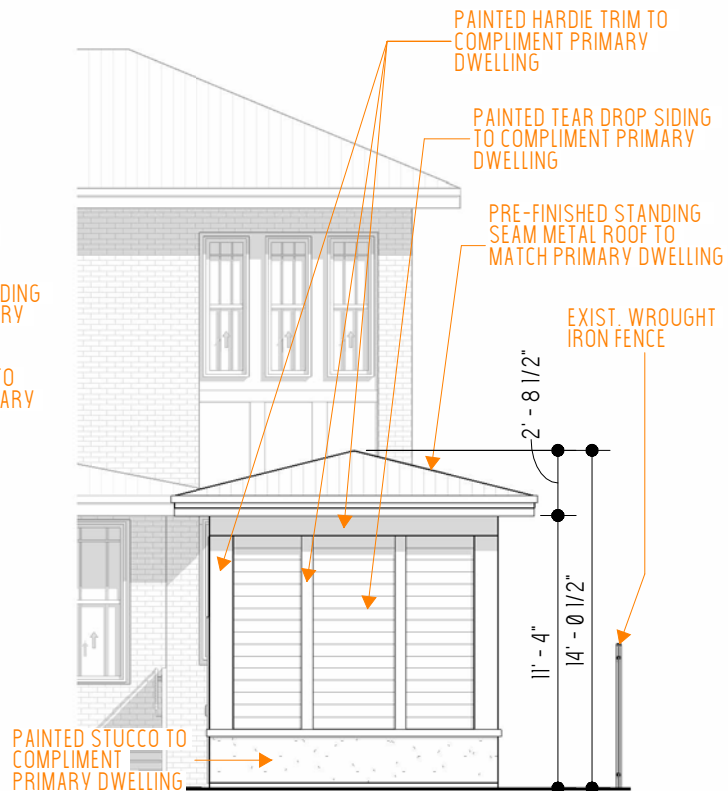 PAINTED HARDIE TRIM TO
COMPLIMENT PRIMARY
DWELLING
PAINTED TEAR DROP SIDING
TO COMPLIMENT PRIMARY
DWELLING
PRE-FINISHED STANDING
SEAM METAL ROOF TO
MATCH PRIMARY DWELLING
EXIST. WROUGHT
IRON FENCE
2' - 8 1/2"
11' - 4"
14' - 0 1/2"
PAINTED STUCCO TO
COMPLIMENT
PRIMARY DWELLING